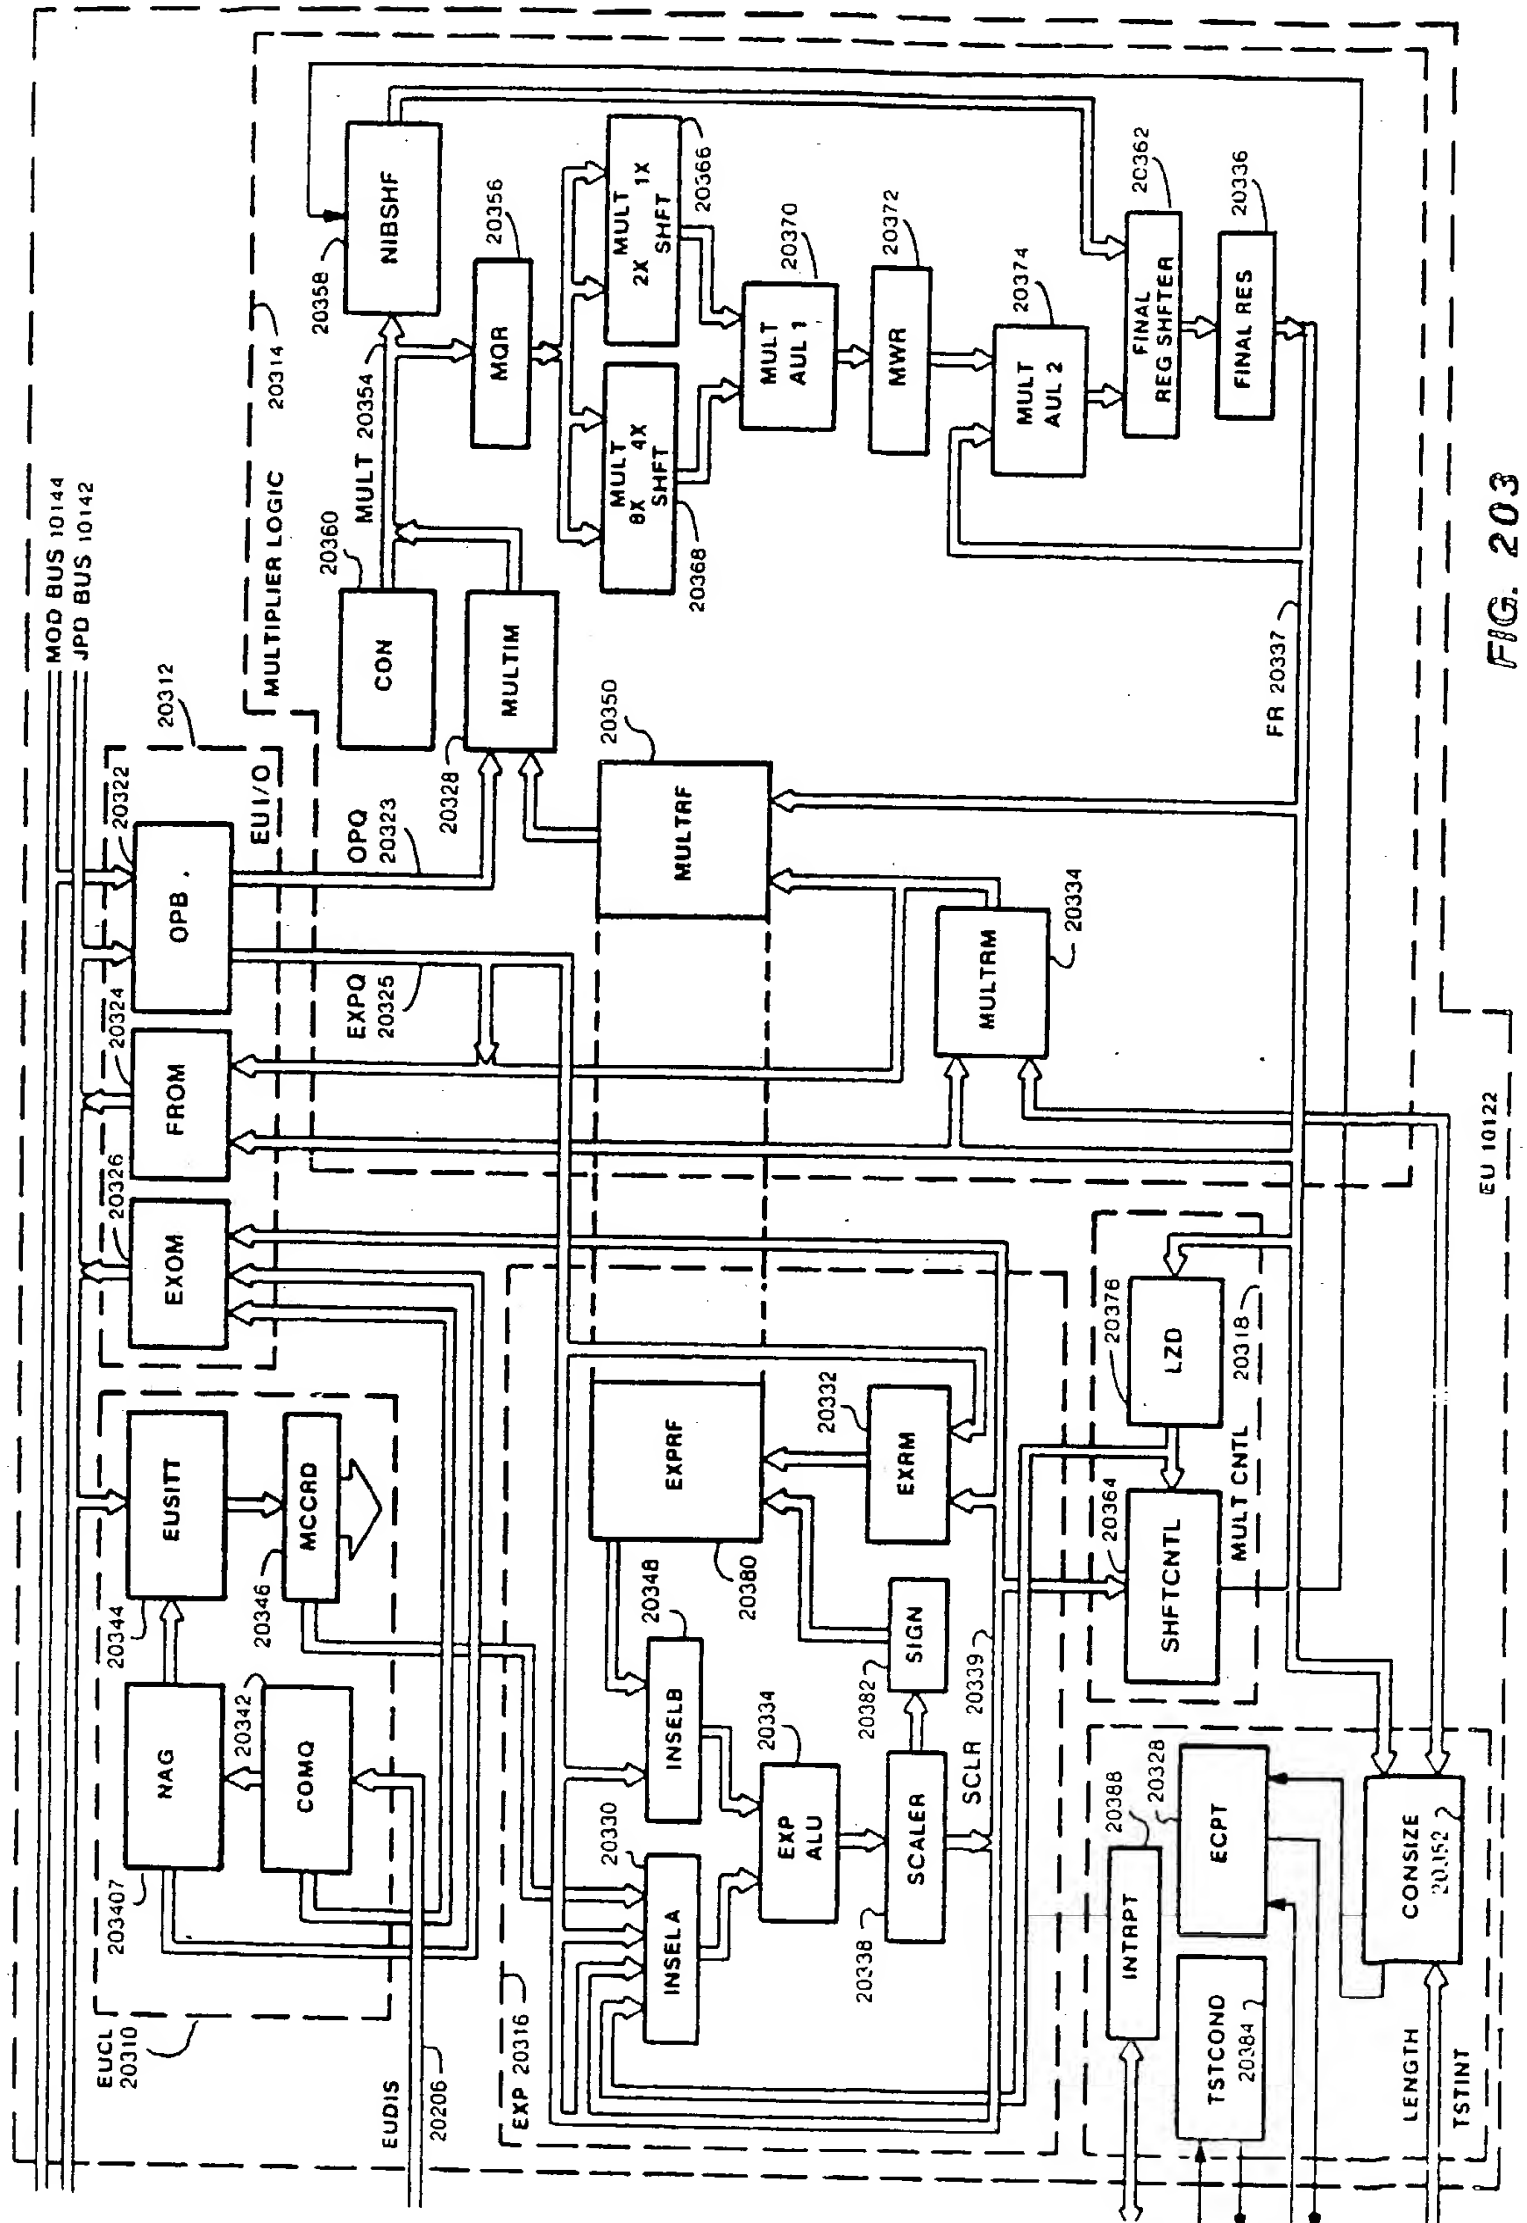 MOD BUS 10144
JPD BUS 10142
EUCL
20310
NAG
203407
EUSITT
20344
COMQ
20342
MCCRD
20346
EUDIS
20206
EXOM
20326
FROM
20324
OPB
20322
EU I/O
20312
EXPQ
20325
OPQ
20323
MULTIPLIER LOGIC 20314
CON
20360
MULTIM
20328
MULT 20354
NIBSHF
20358
MQR
20356
MULT
8X 4X
SHFT
20368
MULT
2X 1X
SHFT
20366
MULT
AUL 1
20370
MWR
20372
MULT
AUL 2
20374
FINAL
REG SHFTER
20362
FINAL RES
20336
FR 20337
MULTRF
20350
MULTRM
20334
EXP 20316
INSELA
20330
INSELB
20348
EXPRF
20380
EXP
ALU
20334
SCALER
20338
SIGN
20382
EXRM
20332
SCLR 20339
SHFTCNTL
20364
LZD
20376
MULT CNTL 20318
INTRPT
20388
TSTCOND
20384
ECPT
20328
CONSIZE
20352
LENGTH
TSTINT
EU 10122
FIG. 203